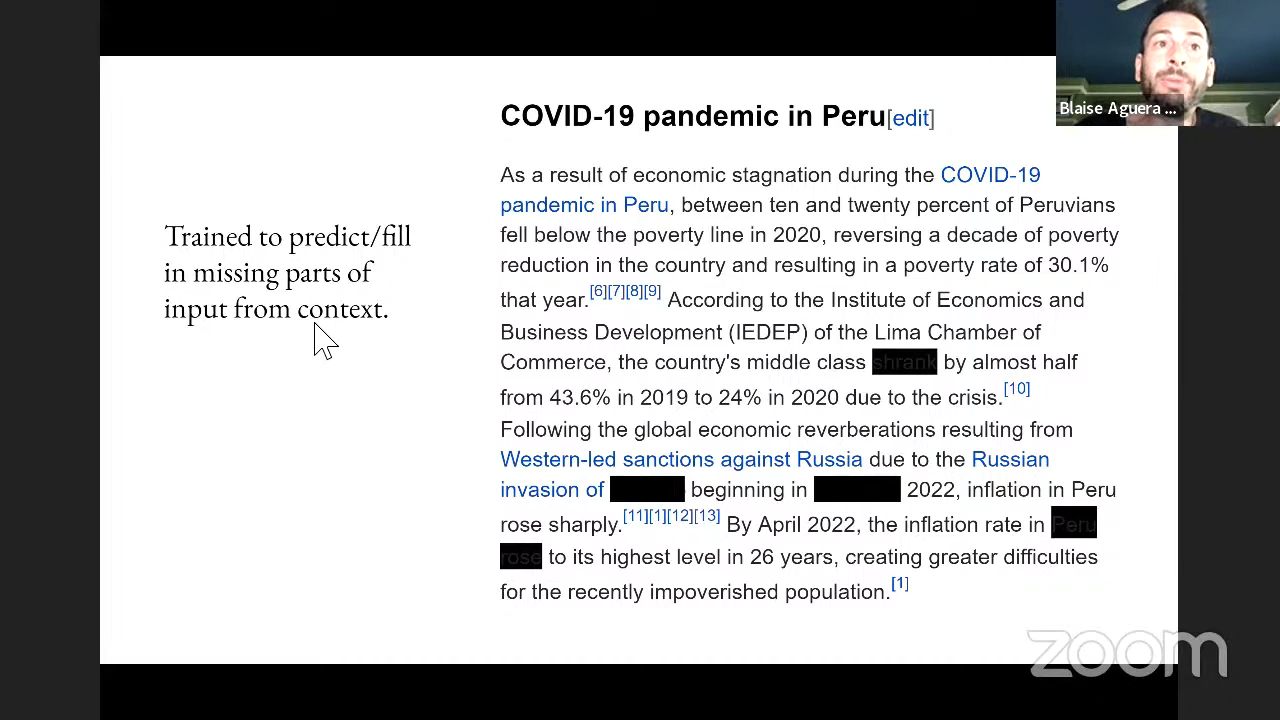 Blaise Aguera ...
COVID-19 pandemic in Peru[edit]
Trained to predict/fill
in missing parts of
input from context.
As a result of economic stagnation during the COVID-19
pandemic in Peru, between ten and twenty percent of Peruvians
fell below the poverty line in 2020, reversing a decade of poverty
reduction in the country and resulting in a poverty rate of 30.1%
that year.[6][7][8][9] According to the Institute of Economics and
Business Development (IEDEP) of the Lima Chamber of
Commerce, the country's middle class shrank by almost half
from 43.6% in 2019 to 24% in 2020 due to the crisis.[10]
Following the global economic reverberations resulting from
Western-led sanctions against Russia due to the Russian
invasion of beginning in 2022, inflation in Peru
rose sharply.[11][1][12][13] By April 2022, the inflation rate in Peru
rose to its highest level in 26 years, creating greater difficulties
for the recently impoverished population.[1]
zoom